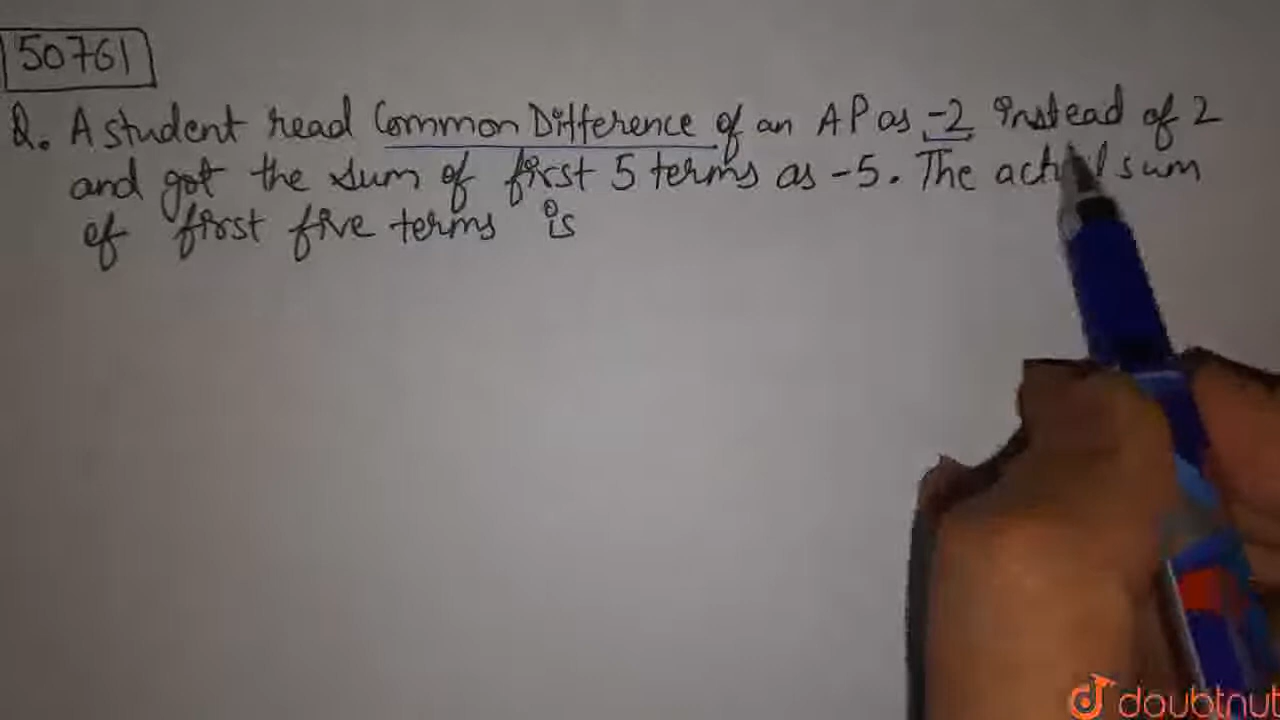 50761
Q. A student read Common Difference of an AP as -2 instead of 2
and got the sum of first 5 terms as -5. The actual sum
of first five terms is
doubtnut